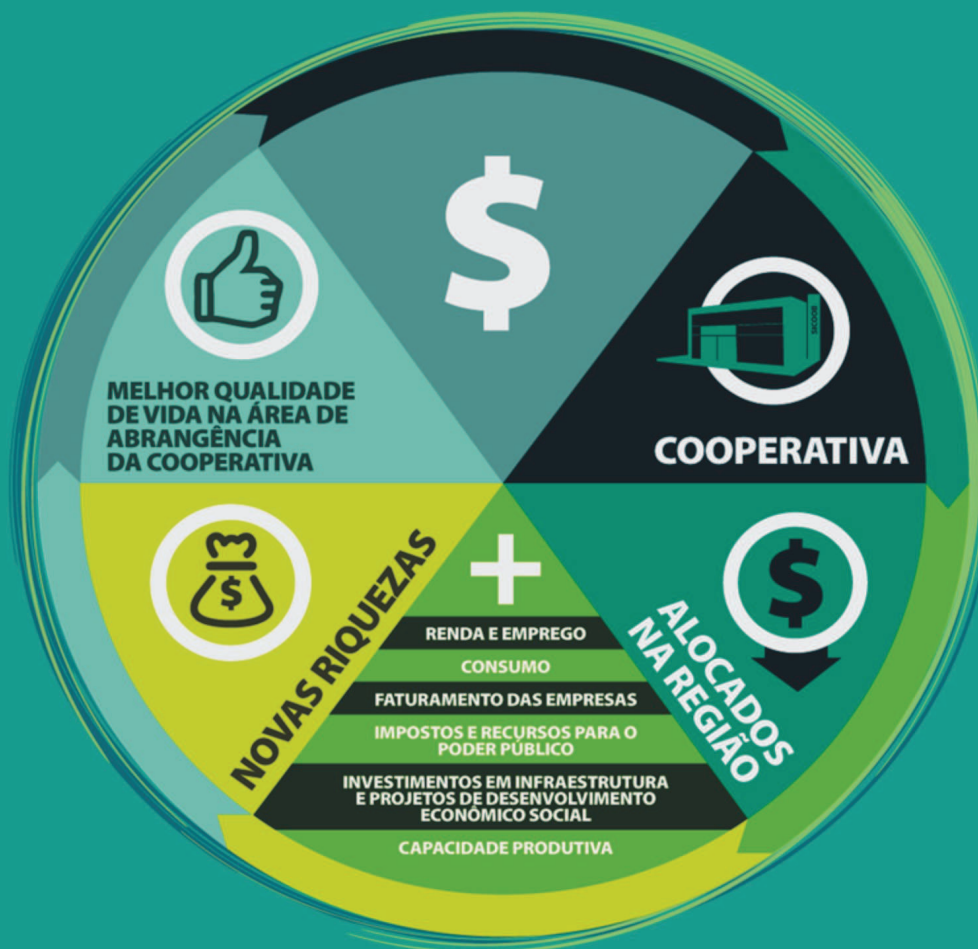 $
SICOOB
COOPERATIVA
$
ALOCADOS
NA REGIÃO
+
RENDA E EMPREGO
CONSUMO
FATURAMENTO DAS EMPRESAS
IMPOSTOS E RECURSOS PARA O
PODER PÚBLICO
INVESTIMENTOS EM INFRAESTRUTURA
E PROJETOS DE DESENVOLVIMENTO
ECONÔMICO SOCIAL
CAPACIDADE PRODUTIVA
$
NOVAS RIQUEZAS
MELHOR QUALIDADE
DE VIDA NA ÁREA DE
ABRANGÊNCIA
DA COOPERATIVA